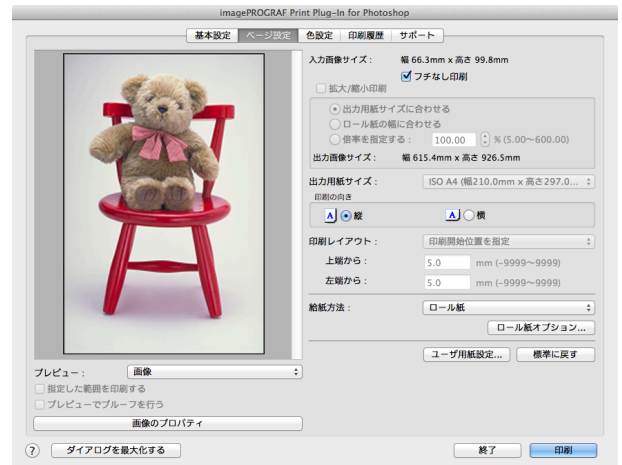 imagePROGRAF Print Plug-In for Photoshop
基本設定 ページ設定 色設定 印刷履歴 サポート
入力画像サイズ： 幅 66.3mm x 高さ 99.8mm
フチなし印刷
拡大/縮小印刷
出力用紙サイズに合わせる
ロール紙の幅に合わせる
倍率を指定する： 100.00 % (5.00〜600.00)
出力画像サイズ： 幅 615.4mm x 高さ 926.5mm
出力用紙サイズ： ISO A4 (幅210.0mm x 高さ297.0...
印刷の向き
A 縦 A 横
印刷レイアウト： 印刷開始位置を指定
上端から： 5.0 mm (-9999〜9999)
左端から： 5.0 mm (-9999〜9999)
給紙方法： ロール紙
ロール紙オプション...
ユーザ用紙設定... 標準に戻す
プレビュー： 画像
指定した範囲を印刷する
プレビューでプルーフを行う
画像のプロパティ
? ダイアログを最大化する 終了 印刷